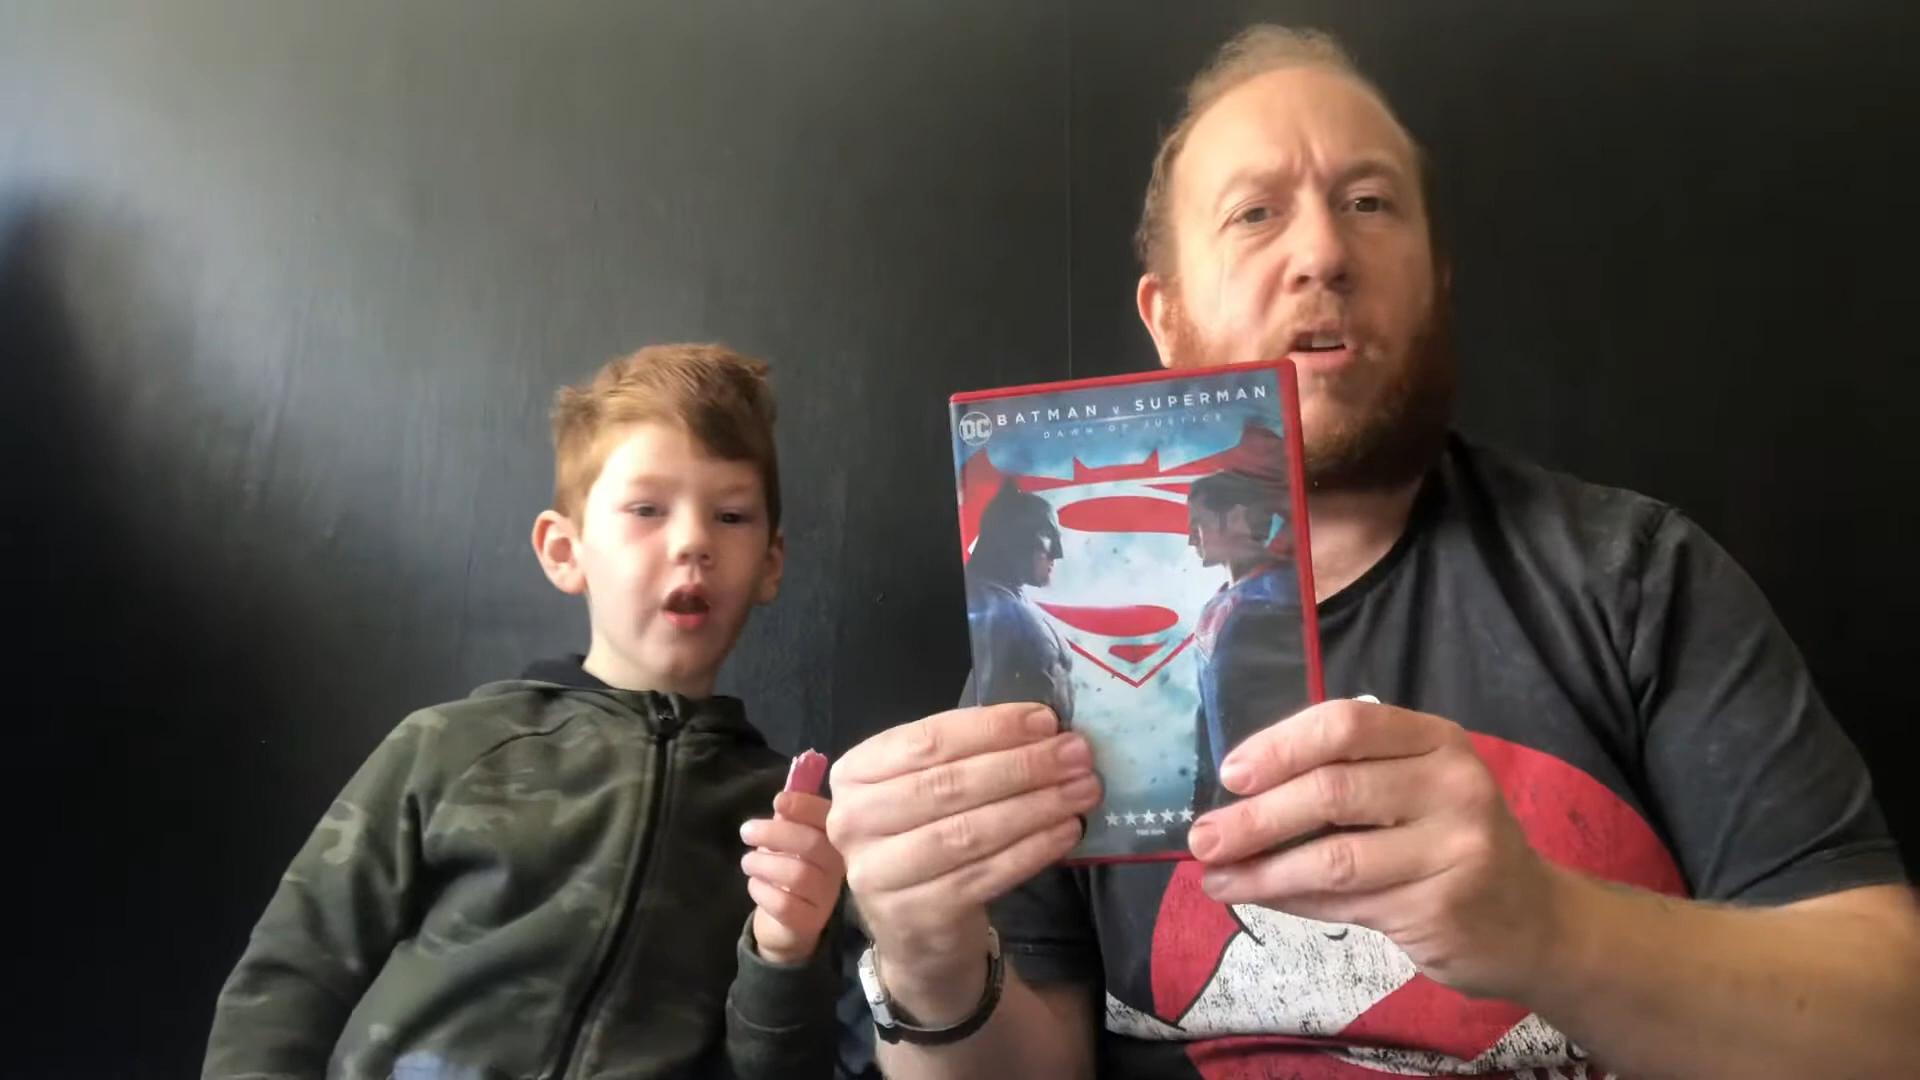 DC
BATMAN v SUPERMAN
DAWN OF JUSTICE
★★★★★